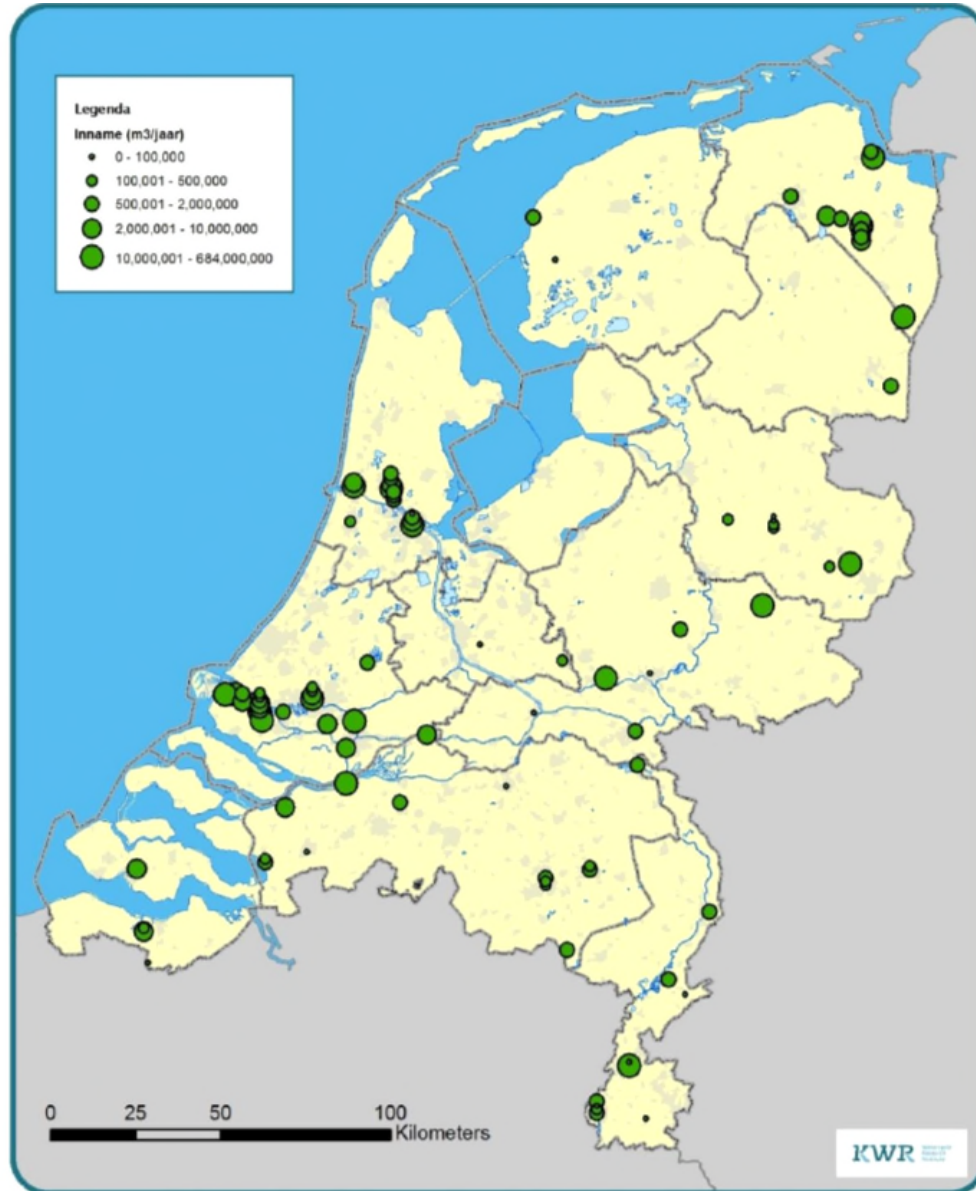 Legenda
Inname (m3/jaar)
0 - 100,000
100,001 - 500,000
500,001 - 2,000,000
2,000,001 - 10,000,000
10,000,001 - 684,000,000
0 25 50 100
Kilometers
KWR